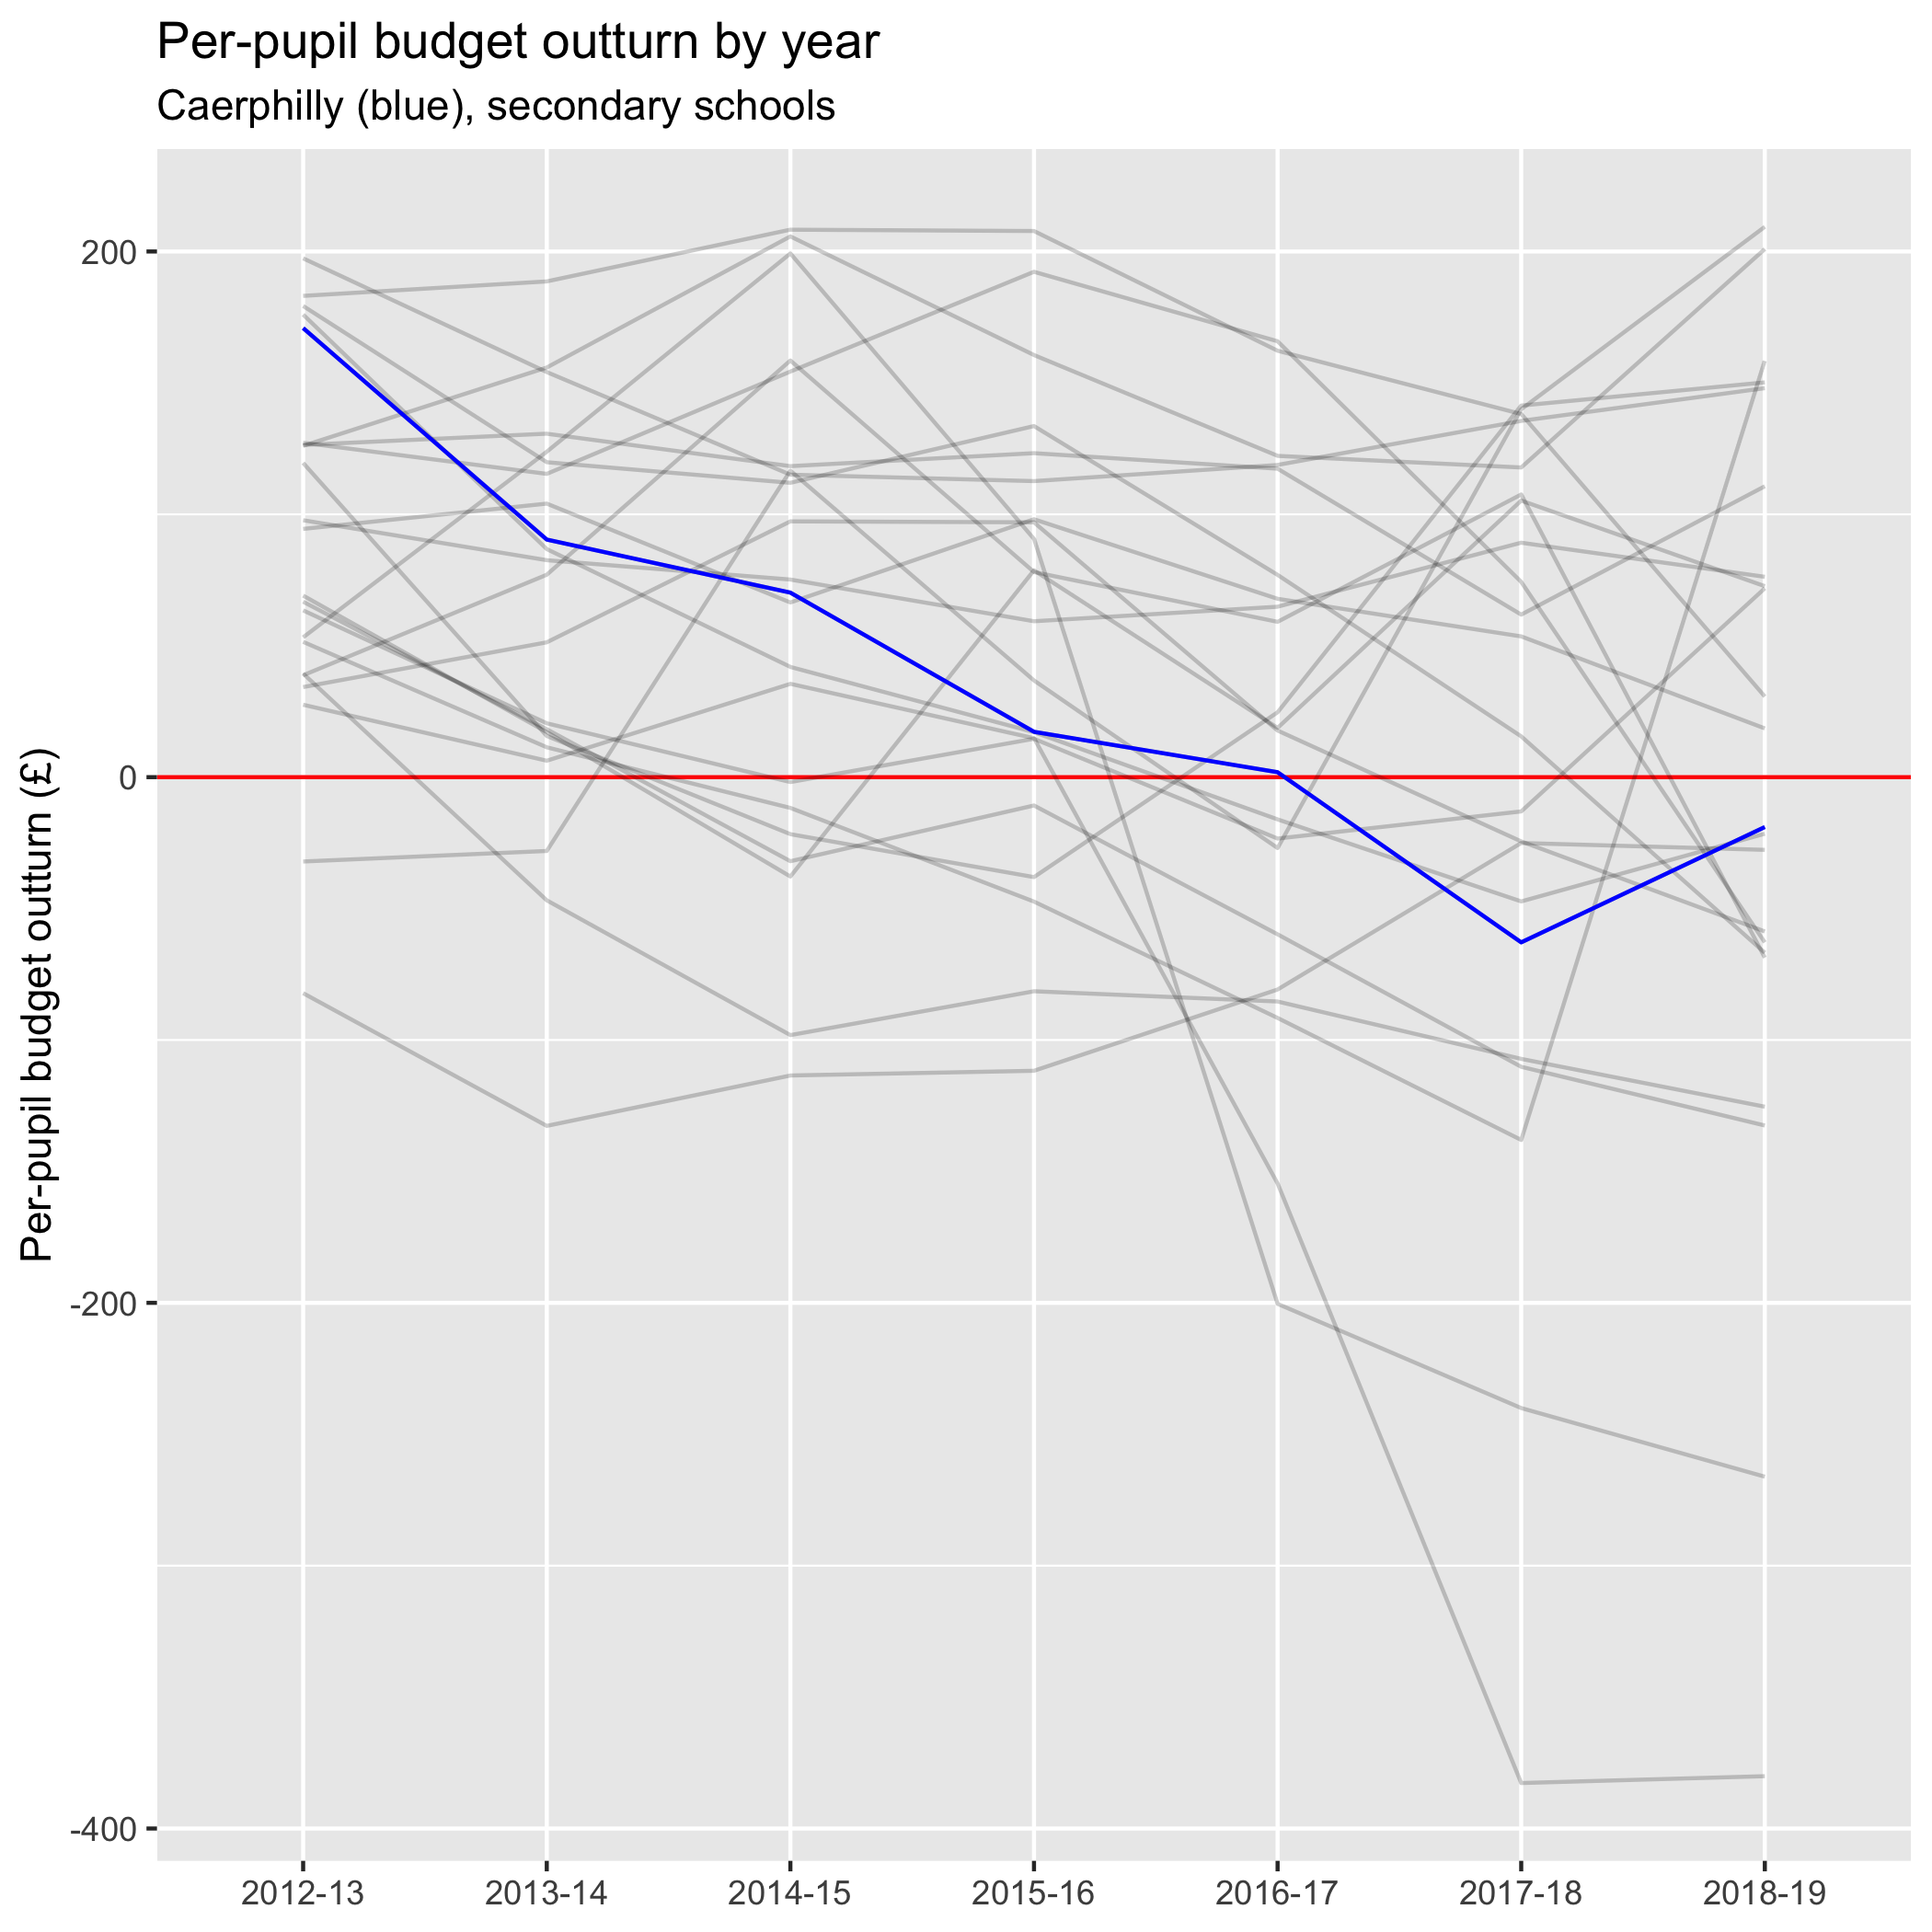 Per-pupil budget outturn by year
Caerphilly (blue), secondary schools
Per-pupil budget outturn (£)
200
0
-200
-400
2012-13 2013-14 2014-15 2015-16 2016-17 2017-18 2018-19